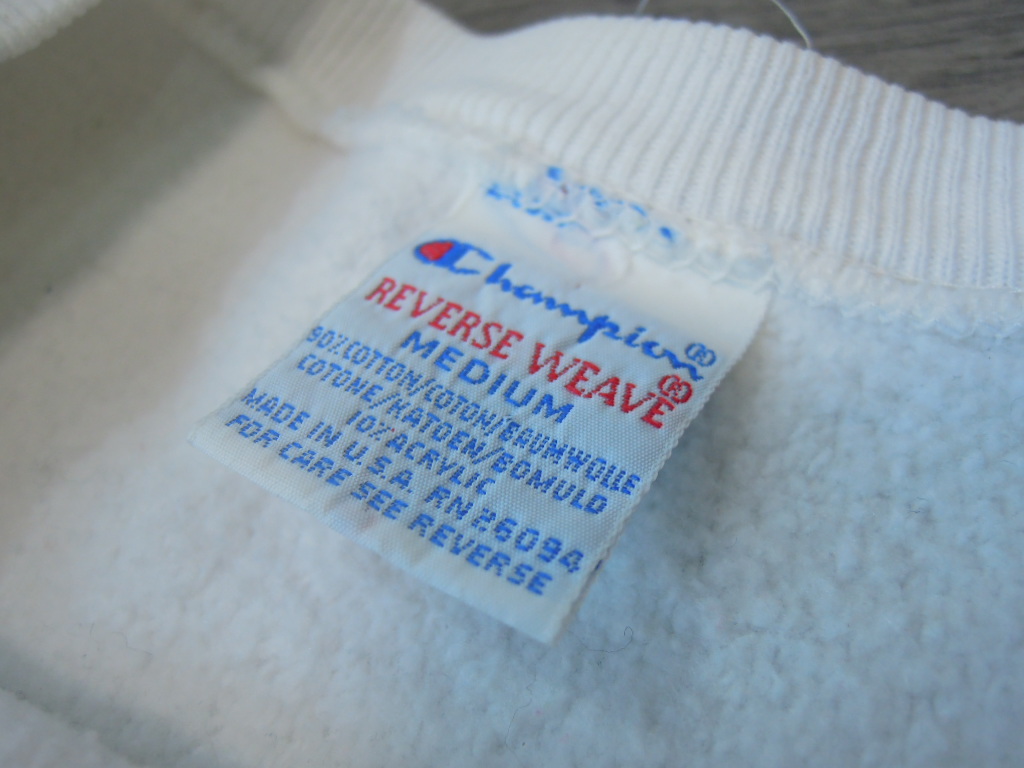 Champion®
REVERSE WEAVE®
MEDIUM
90% COTTON/COTON/BAUMWOLLE
COTONE/KATOEN/BOMULD
10% ACRYLIC
MADE IN U.S.A. RN 26094
FOR CARE SEE REVERSE